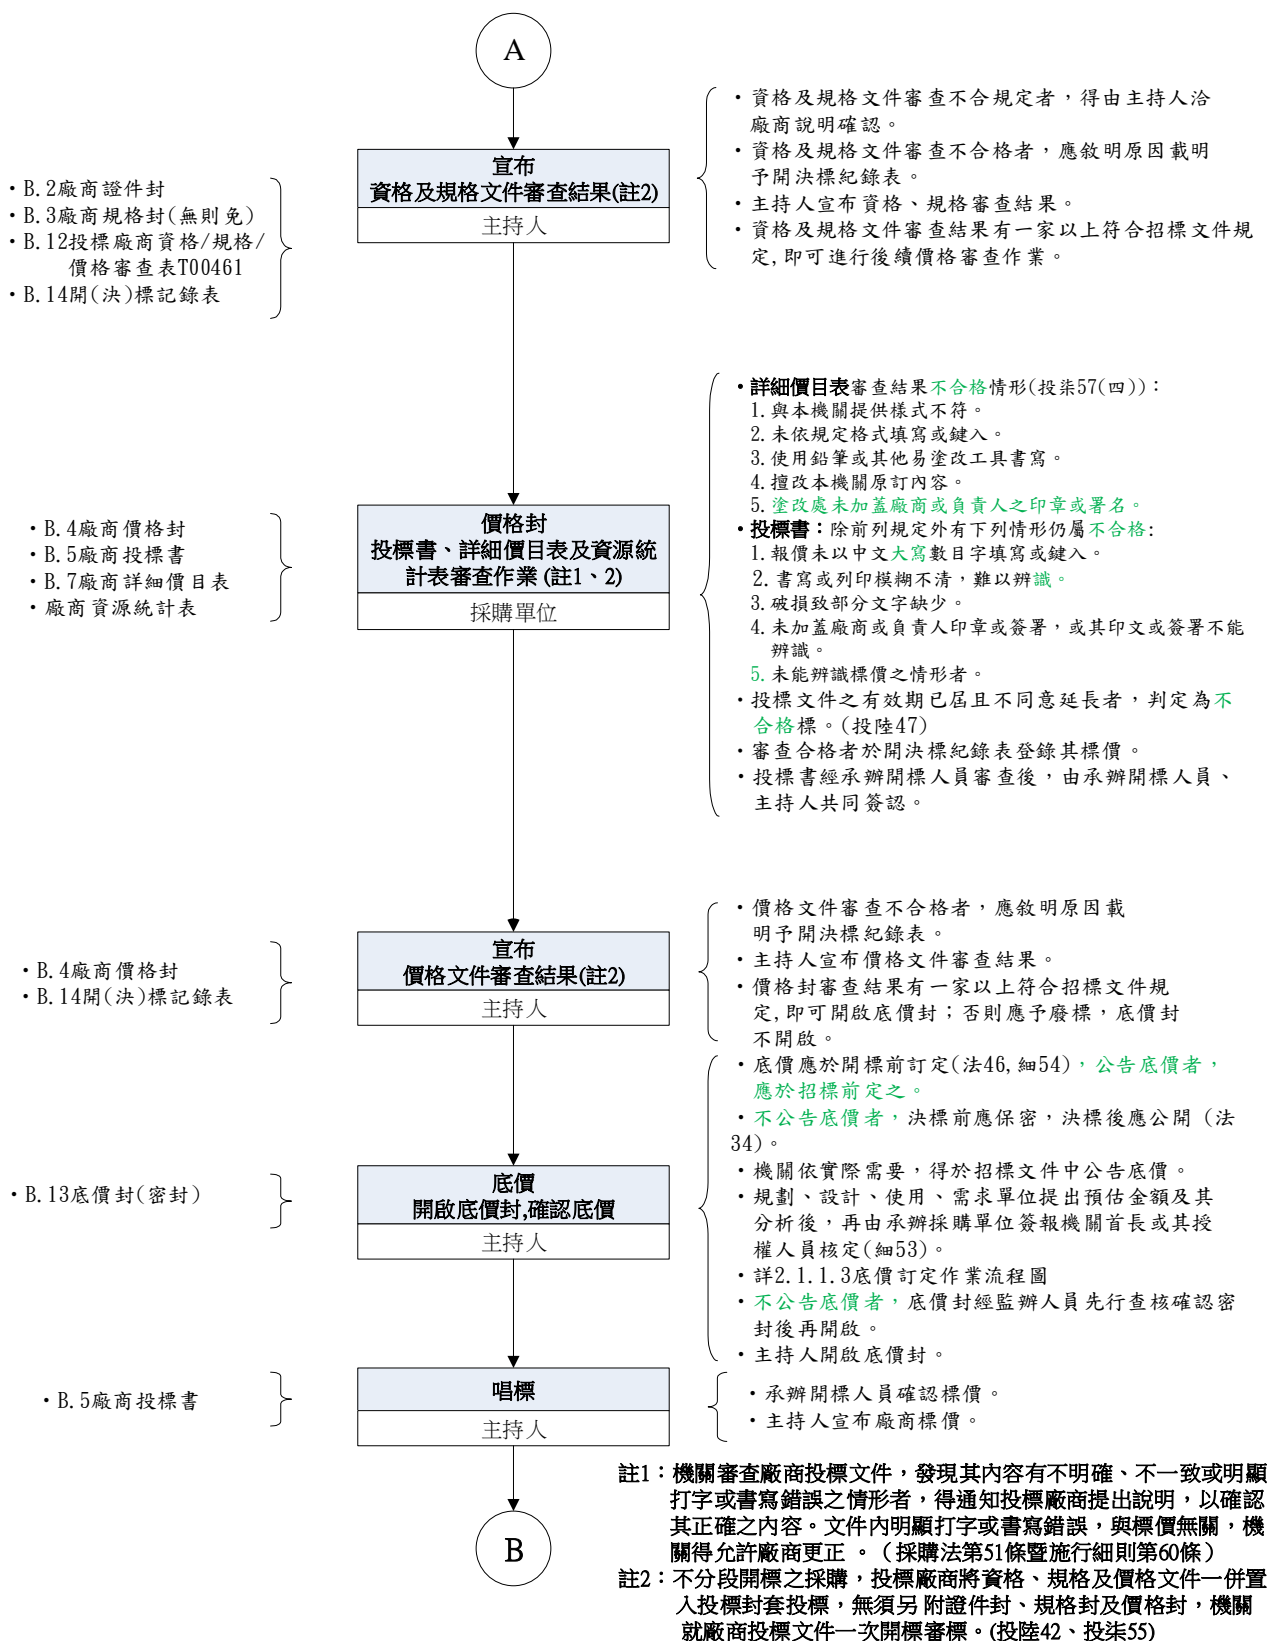 A
宣布
資格及規格文件審查結果(註2)
主持人
・B.2廠商證件封
・B.3廠商規格封(無則免)
・B.12投標廠商資格/規格/
價格審查表T00461
・B.14開(決)標記錄表
・資格及規格文件審查不合規定者，得由主持人洽
廠商說明確認。
・資格及規格文件審查不合格者，應敘明原因載明
予開決標紀錄表。
・主持人宣布資格、規格審查結果。
・資格及規格文件審查結果有一家以上符合招標文件規
定,即可進行後續價格審查作業。
價格封
投標書、詳細價目表及資源統
計表審查作業 (註1、2)
採購單位
・B.4廠商價格封
・B.5廠商投標書
・B.7廠商詳細價目表
・廠商資源統計表
・詳細價目表審查結果不合格情形(投柒57(四))：
1.與本機關提供樣式不符。
2.未依規定格式填寫或鍵入。
3.使用鉛筆或其他易塗改工具書寫。
4.擅改本機關原訂內容。
5.塗改處未加蓋廠商或負責人之印章或署名。
・投標書：除前列規定外有下列情形仍屬不合格:
1.報價未以中文大寫數目字填寫或鍵入。
2.書寫或列印模糊不清，難以辨識。
3.破損致部分文字缺少。
4.未加蓋廠商或負責人印章或簽署，或其印文或簽署不能
辨識。
5.未能辨識標價之情形者。
・投標文件之有效期已屆且不同意延長者，判定為不
合格標。(投陸47)
・審查合格者於開決標紀錄表登錄其標價。
・投標書經承辦開標人員審查後，由承辦開標人員、
主持人共同簽認。
宣布
價格文件審查結果(註2)
主持人
・B.4廠商價格封
・B.14開(決)標記錄表
・價格文件審查不合格者，應敘明原因載
明予開決標紀錄表。
・主持人宣布價格文件審查結果。
・價格封審查結果有一家以上符合招標文件規
定,即可開啟底價封；否則應予廢標，底價封
不開啟。
底價
開啟底價封,確認底價
主持人
・B.13底價封(密封)
・底價應於開標前訂定(法46,細54)，公告底價者，
應於招標前定之。
・不公告底價者，決標前應保密，決標後應公開 (法
34)。
・機關依實際需要，得於招標文件中公告底價。
・規劃、設計、使用、需求單位提出預估金額及其
分析後，再由承辦採購單位簽報機關首長或其授
權人員核定(細53)。
・詳2.1.1.3底價訂定作業流程圖
・不公告底價者，底價封經監辦人員先行查核確認密
封後再開啟。
・主持人開啟底價封。
唱標
主持人
・B.5廠商投標書
・承辦開標人員確認標價。
・主持人宣布廠商標價。
B
註1：機關審查廠商投標文件，發現其內容有不明確、不一致或明顯
打字或書寫錯誤之情形者，得通知投標廠商提出說明，以確認
其正確之內容。文件內明顯打字或書寫錯誤，與標價無關，機
關得允許廠商更正 。（採購法第51條暨施行細則第60條）
註2：不分段開標之採購，投標廠商將資格、規格及價格文件一併置
入投標封套投標，無須另附證件封、規格封及價格封，機關
就廠商投標文件一次開標審標。(投陸42、投柒55)